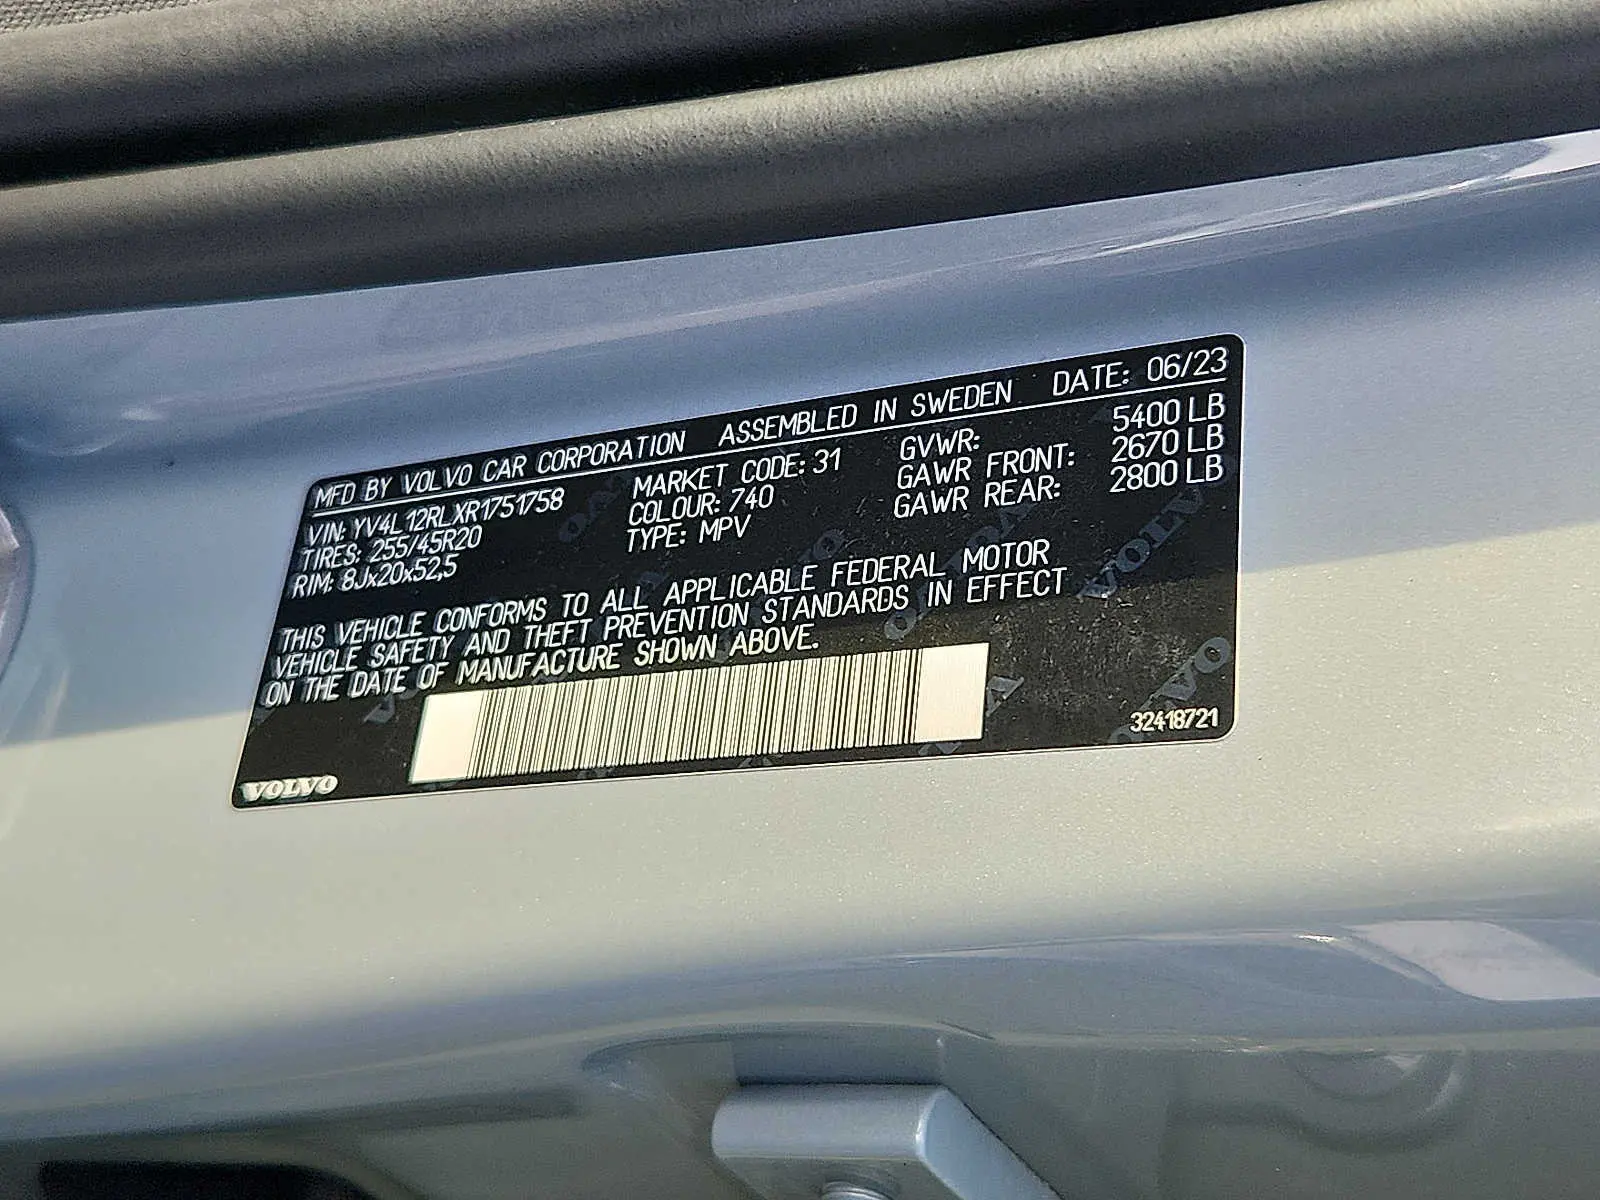 MFD BY VOLVO CAR CORPORATION ASSEMBLED IN SWEDEN DATE: 06/23
VIN: YV4L12RLXR1751758 MARKET CODE: 31 GVWR: 5400 LB
TIRES: 255/45R20 COLOUR: 740 GAWR FRONT: 2670 LB
RIM: 8Jx20x52,5 TYPE: MPV GAWR REAR: 2800 LB
THIS VEHICLE CONFORMS TO ALL APPLICABLE FEDERAL MOTOR
VEHICLE SAFETY AND THEFT PREVENTION STANDARDS IN EFFECT
ON THE DATE OF MANUFACTURE SHOWN ABOVE.
32418721
VOLVO